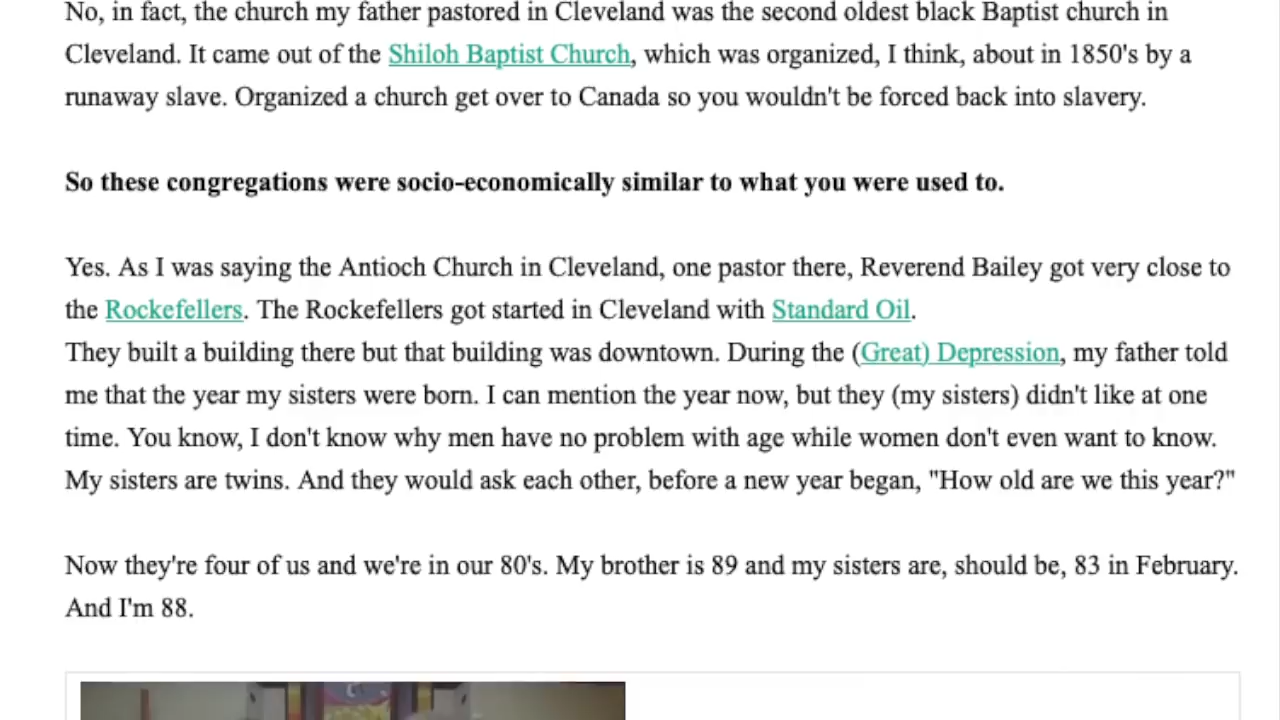 No, in fact, the church my father pastored in Cleveland was the second oldest black Baptist church in
Cleveland. It came out of the Shiloh Baptist Church, which was organized, I think, about in 1850's by a
runaway slave. Organized a church get over to Canada so you wouldn't be forced back into slavery.
So these congregations were socio-economically similar to what you were used to.
Yes. As I was saying the Antioch Church in Cleveland, one pastor there, Reverend Bailey got very close to
the Rockefellers. The Rockefellers got started in Cleveland with Standard Oil.
They built a building there but that building was downtown. During the (Great) Depression, my father told
me that the year my sisters were born. I can mention the year now, but they (my sisters) didn't like at one
time. You know, I don't know why men have no problem with age while women don't even want to know.
My sisters are twins. And they would ask each other, before a new year began, "How old are we this year?"
Now they're four of us and we're in our 80's. My brother is 89 and my sisters are, should be, 83 in February.
And I'm 88.